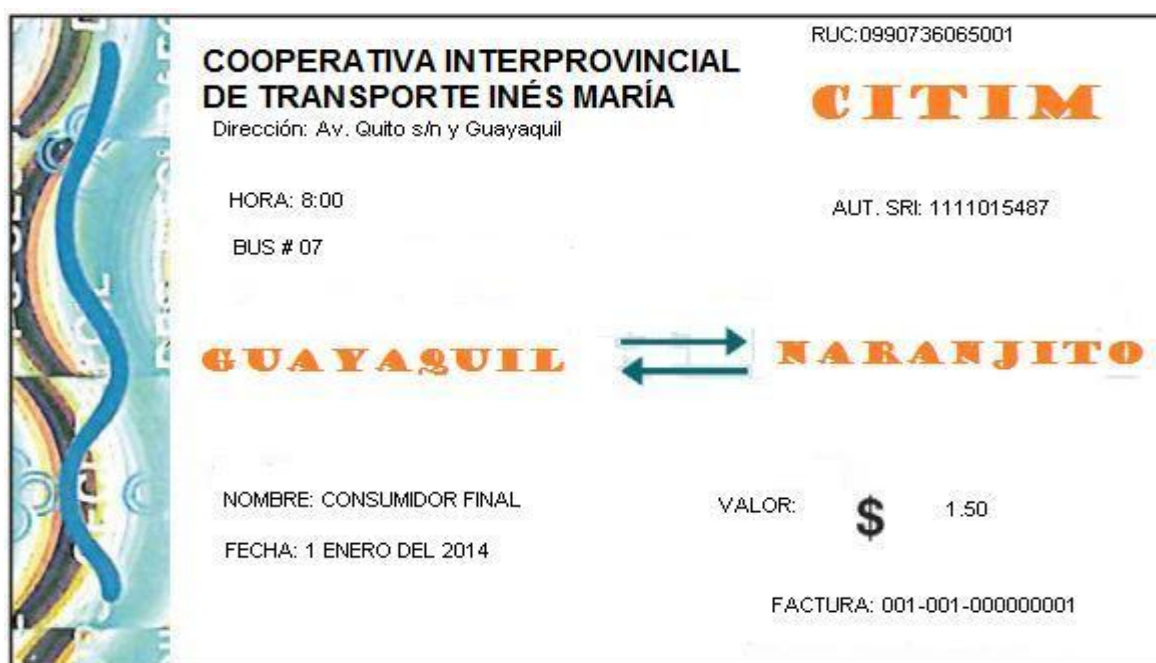 RUC:0990736065001
COOPERATIVA INTERPROVINCIAL
DE TRANSPORTE INÉS MARÍA
CITIM
Dirección: Av. Quito s/n y Guayaquil
HORA: 8:00
AUT. SRI: 1111015487
BUS # 07
GUAYAQUIL
NARANJITO
NOMBRE: CONSUMIDOR FINAL
VALOR: $ 1.50
FECHA: 1 ENERO DEL 2014
FACTURA: 001-001-000000001